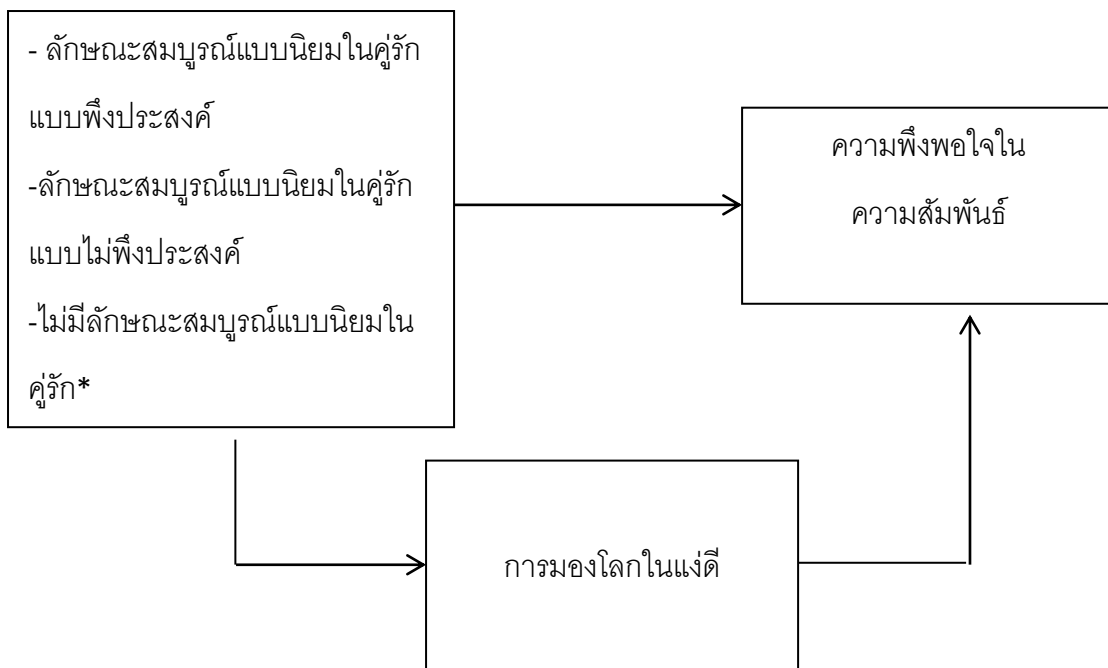 - ลักษณะสมบูรณ์แบบนิยมในคู่รัก
แบบพึงประสงค์
-ลักษณะสมบูรณ์แบบนิยมในคู่รัก
แบบไม่พึงประสงค์
-ไม่มีลักษณะสมบูรณ์แบบนิยมใน
คู่รัก*
ความพึงพอใจใน
ความสัมพันธ์
การมองโลกในแง่ดี